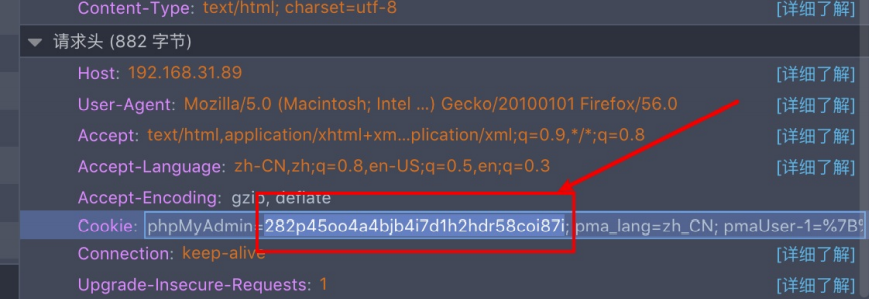 Content-Type: text/html; charset=utf-8 [详细了解]
请求头 (882 字节)
Host: 192.168.31.89 [详细了解]
User-Agent: Mozilla/5.0 (Macintosh; Intel ...) Gecko/20100101 Firefox/56.0 [详细了解]
Accept: text/html,application/xhtml+xm...plication/xml;q=0.9,*/*;q=0.8 [详细了解]
Accept-Language: zh-CN,zh;q=0.8,en-US;q=0.5,en;q=0.3 [详细了解]
Accept-Encoding: gzip, deflate
Cookie: phpMyAdmin=282p45oo4a4bjb4i7d1h2hdr58coi87i; pma_lang=zh_CN; pmaUser-1=%7B%
Connection: keep-alive [详细了解]
Upgrade-Insecure-Requests: 1 [详细了解]